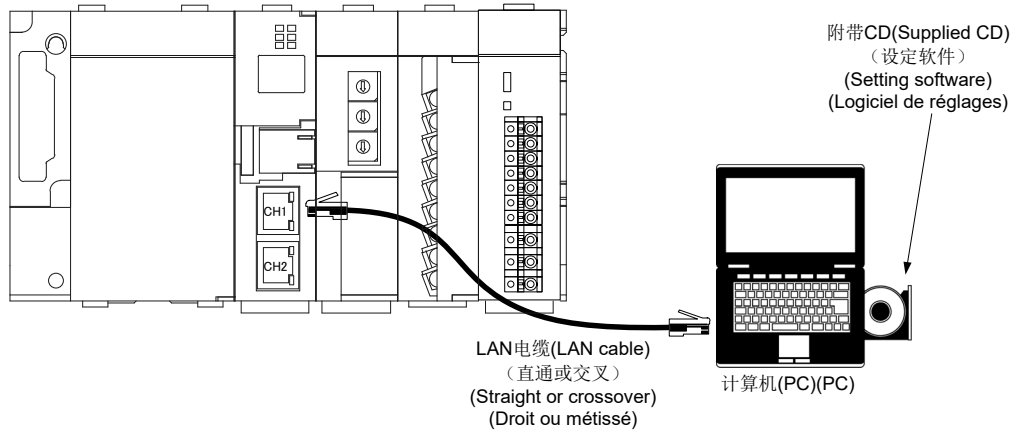 附带CD(Supplied CD)
（设定软件）
(Setting software)
(Logiciel de réglages)
CH1
CH2
LAN电缆(LAN cable)
（直通或交叉）
(Straight or crossover)
(Droit ou métissé)
计算机(PC)(PC)